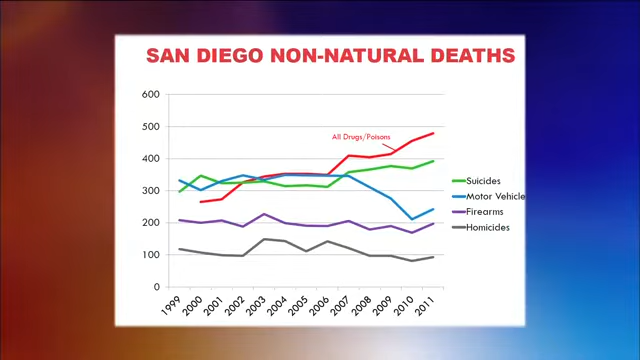 SAN DIEGO NON-NATURAL DEATHS
600
500
All Drugs/Poisons
400
300
200
100
0
Suicides
Motor Vehicle
Firearms
Homicides
1999 2000 2001 2002 2003 2004 2005 2006 2007 2008 2009 2010 2011